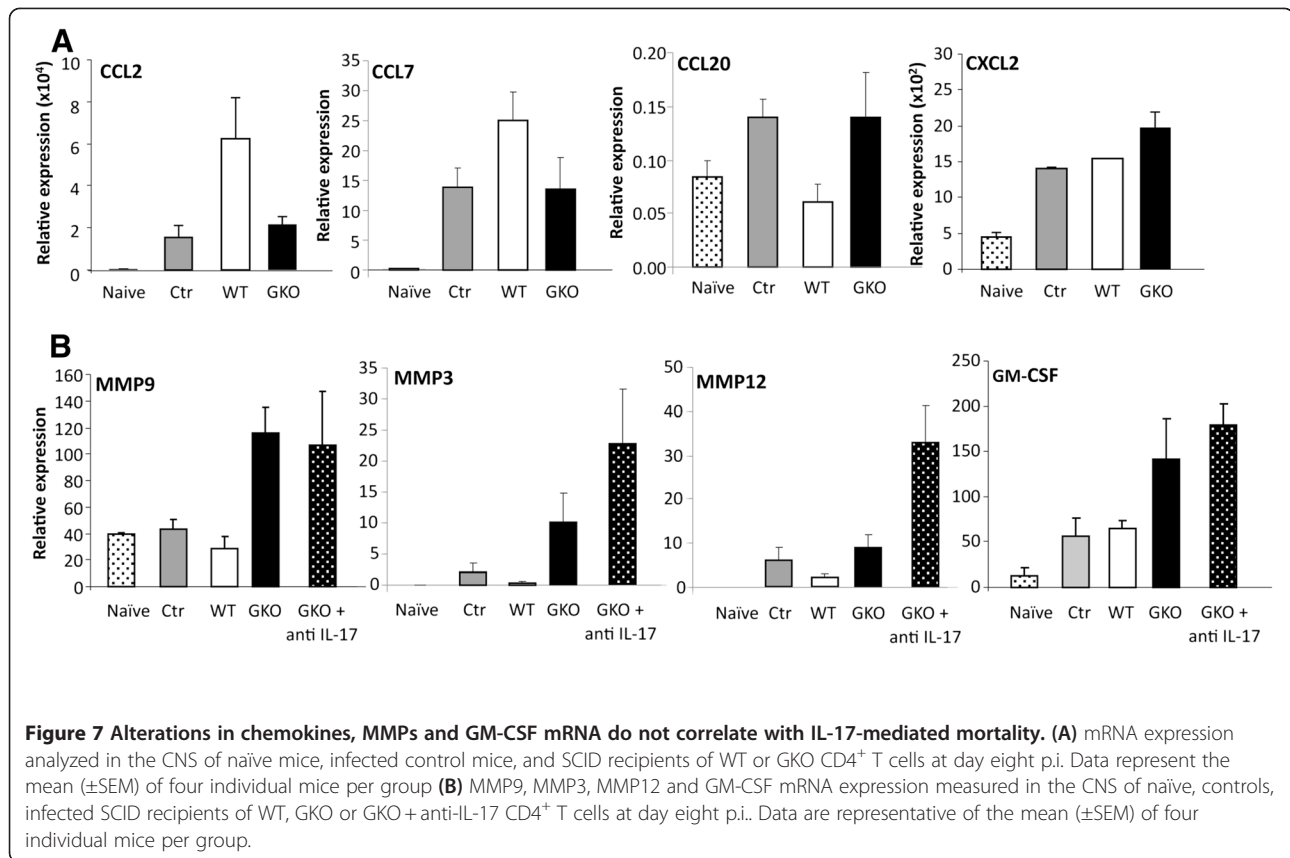 A
CCL2
CCL7
CCL20
CXCL2
Relative expression (x10⁴)
10
8
6
4
2
0
Naive Ctr WT GKO
Relative expression
35
30
25
20
15
10
5
0
Naïve Ctr WT GKO
Relative expression
0.20
0.15
0.10
0.05
0.00
Naïve Ctr WT GKO
Relative expression (x10²)
25
20
15
10
5
0
Naive Ctr WT GKO
B
MMP9
MMP3
MMP12
GM-CSF
Relative expression
160
140
120
100
80
60
40
20
0
Naïve Ctr WT GKO GKO +
anti IL-17
35
30
25
20
15
10
5
0
Naïve Ctr WT GKO GKO +
anti IL-17
50
40
30
20
10
0
Naïve Ctr WT GKO GKO +
anti IL-17
250
200
150
100
50
0
Naïve Ctr WT GKO GKO +
anti IL-17
Figure 7 Alterations in chemokines, MMPs and GM-CSF mRNA do not correlate with IL-17-mediated mortality. (A) mRNA expression
analyzed in the CNS of naïve mice, infected control mice, and SCID recipients of WT or GKO CD4⁺ T cells at day eight p.i. Data represent the
mean (±SEM) of four individual mice per group (B) MMP9, MMP3, MMP12 and GM-CSF mRNA expression measured in the CNS of naïve, controls,
infected SCID recipients of WT, GKO or GKO + anti-IL-17 CD4⁺ T cells at day eight p.i.. Data are representative of the mean (±SEM) of four
individual mice per group.